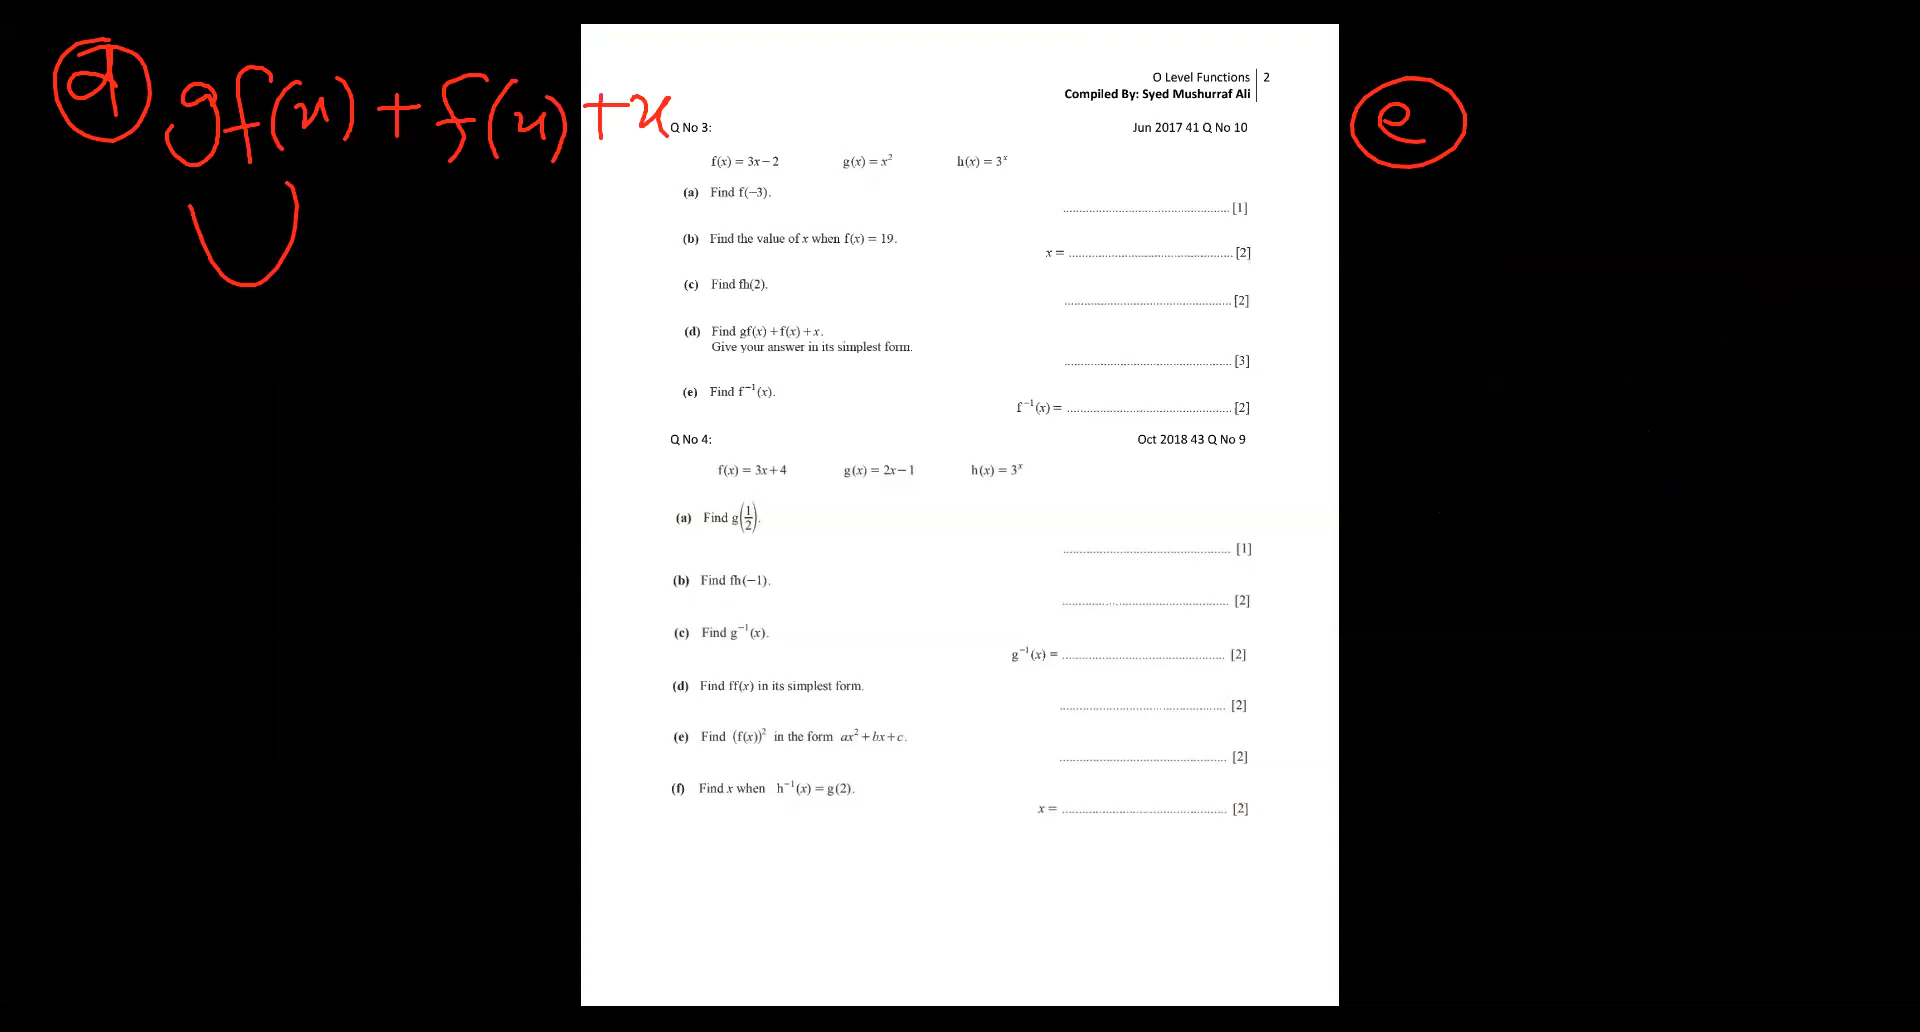 d gf(x) + f(x) + x
e
O Level Functions | 2
Compiled By: Syed Mushurraf Ali
Q No 3: Jun 2017 41 Q No 10
f(x) = 3x − 2 g(x) = x² h(x) = 3ˣ
(a) Find f(−3).
.................................................. [1]
(b) Find the value of x when f(x) = 19.
x = .................................................. [2]
(c) Find fh(2).
.................................................. [2]
(d) Find gf(x) + f(x) + x.
Give your answer in its simplest form.
.................................................. [3]
(e) Find f⁻¹(x).
f⁻¹(x) = .................................................. [2]
Q No 4: Oct 2018 43 Q No 9
f(x) = 3x + 4 g(x) = 2x − 1 h(x) = 3ˣ
(a) Find g(1/2).
.................................................. [1]
(b) Find fh(−1).
.................................................. [2]
(c) Find g⁻¹(x).
g⁻¹(x) = .................................................. [2]
(d) Find ff(x) in its simplest form.
.................................................. [2]
(e) Find (f(x))² in the form ax² + bx + c.
.................................................. [2]
(f) Find x when h⁻¹(x) = g(2).
x = .................................................. [2]